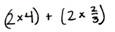 (2×4) + (2 × 2/3)